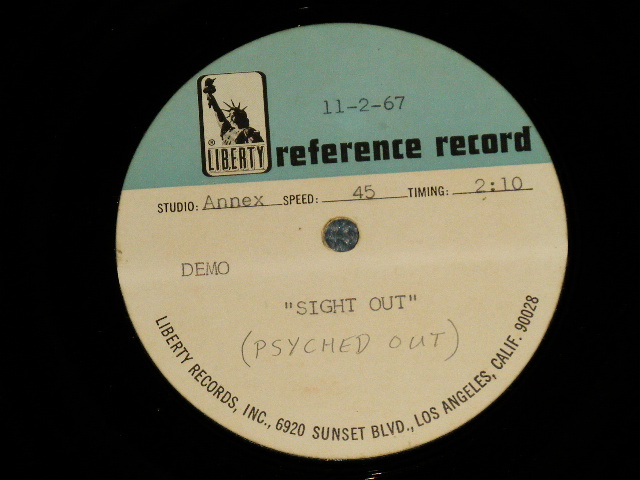 11-2-67
® LIBERTY
reference record
STUDIO: Annex SPEED: 45 TIMING: 2:10
DEMO
"SIGHT OUT"
(PSYCHED OUT)
LIBERTY RECORDS, INC., 6920 SUNSET BLVD., LOS ANGELES, CALIF. 90028